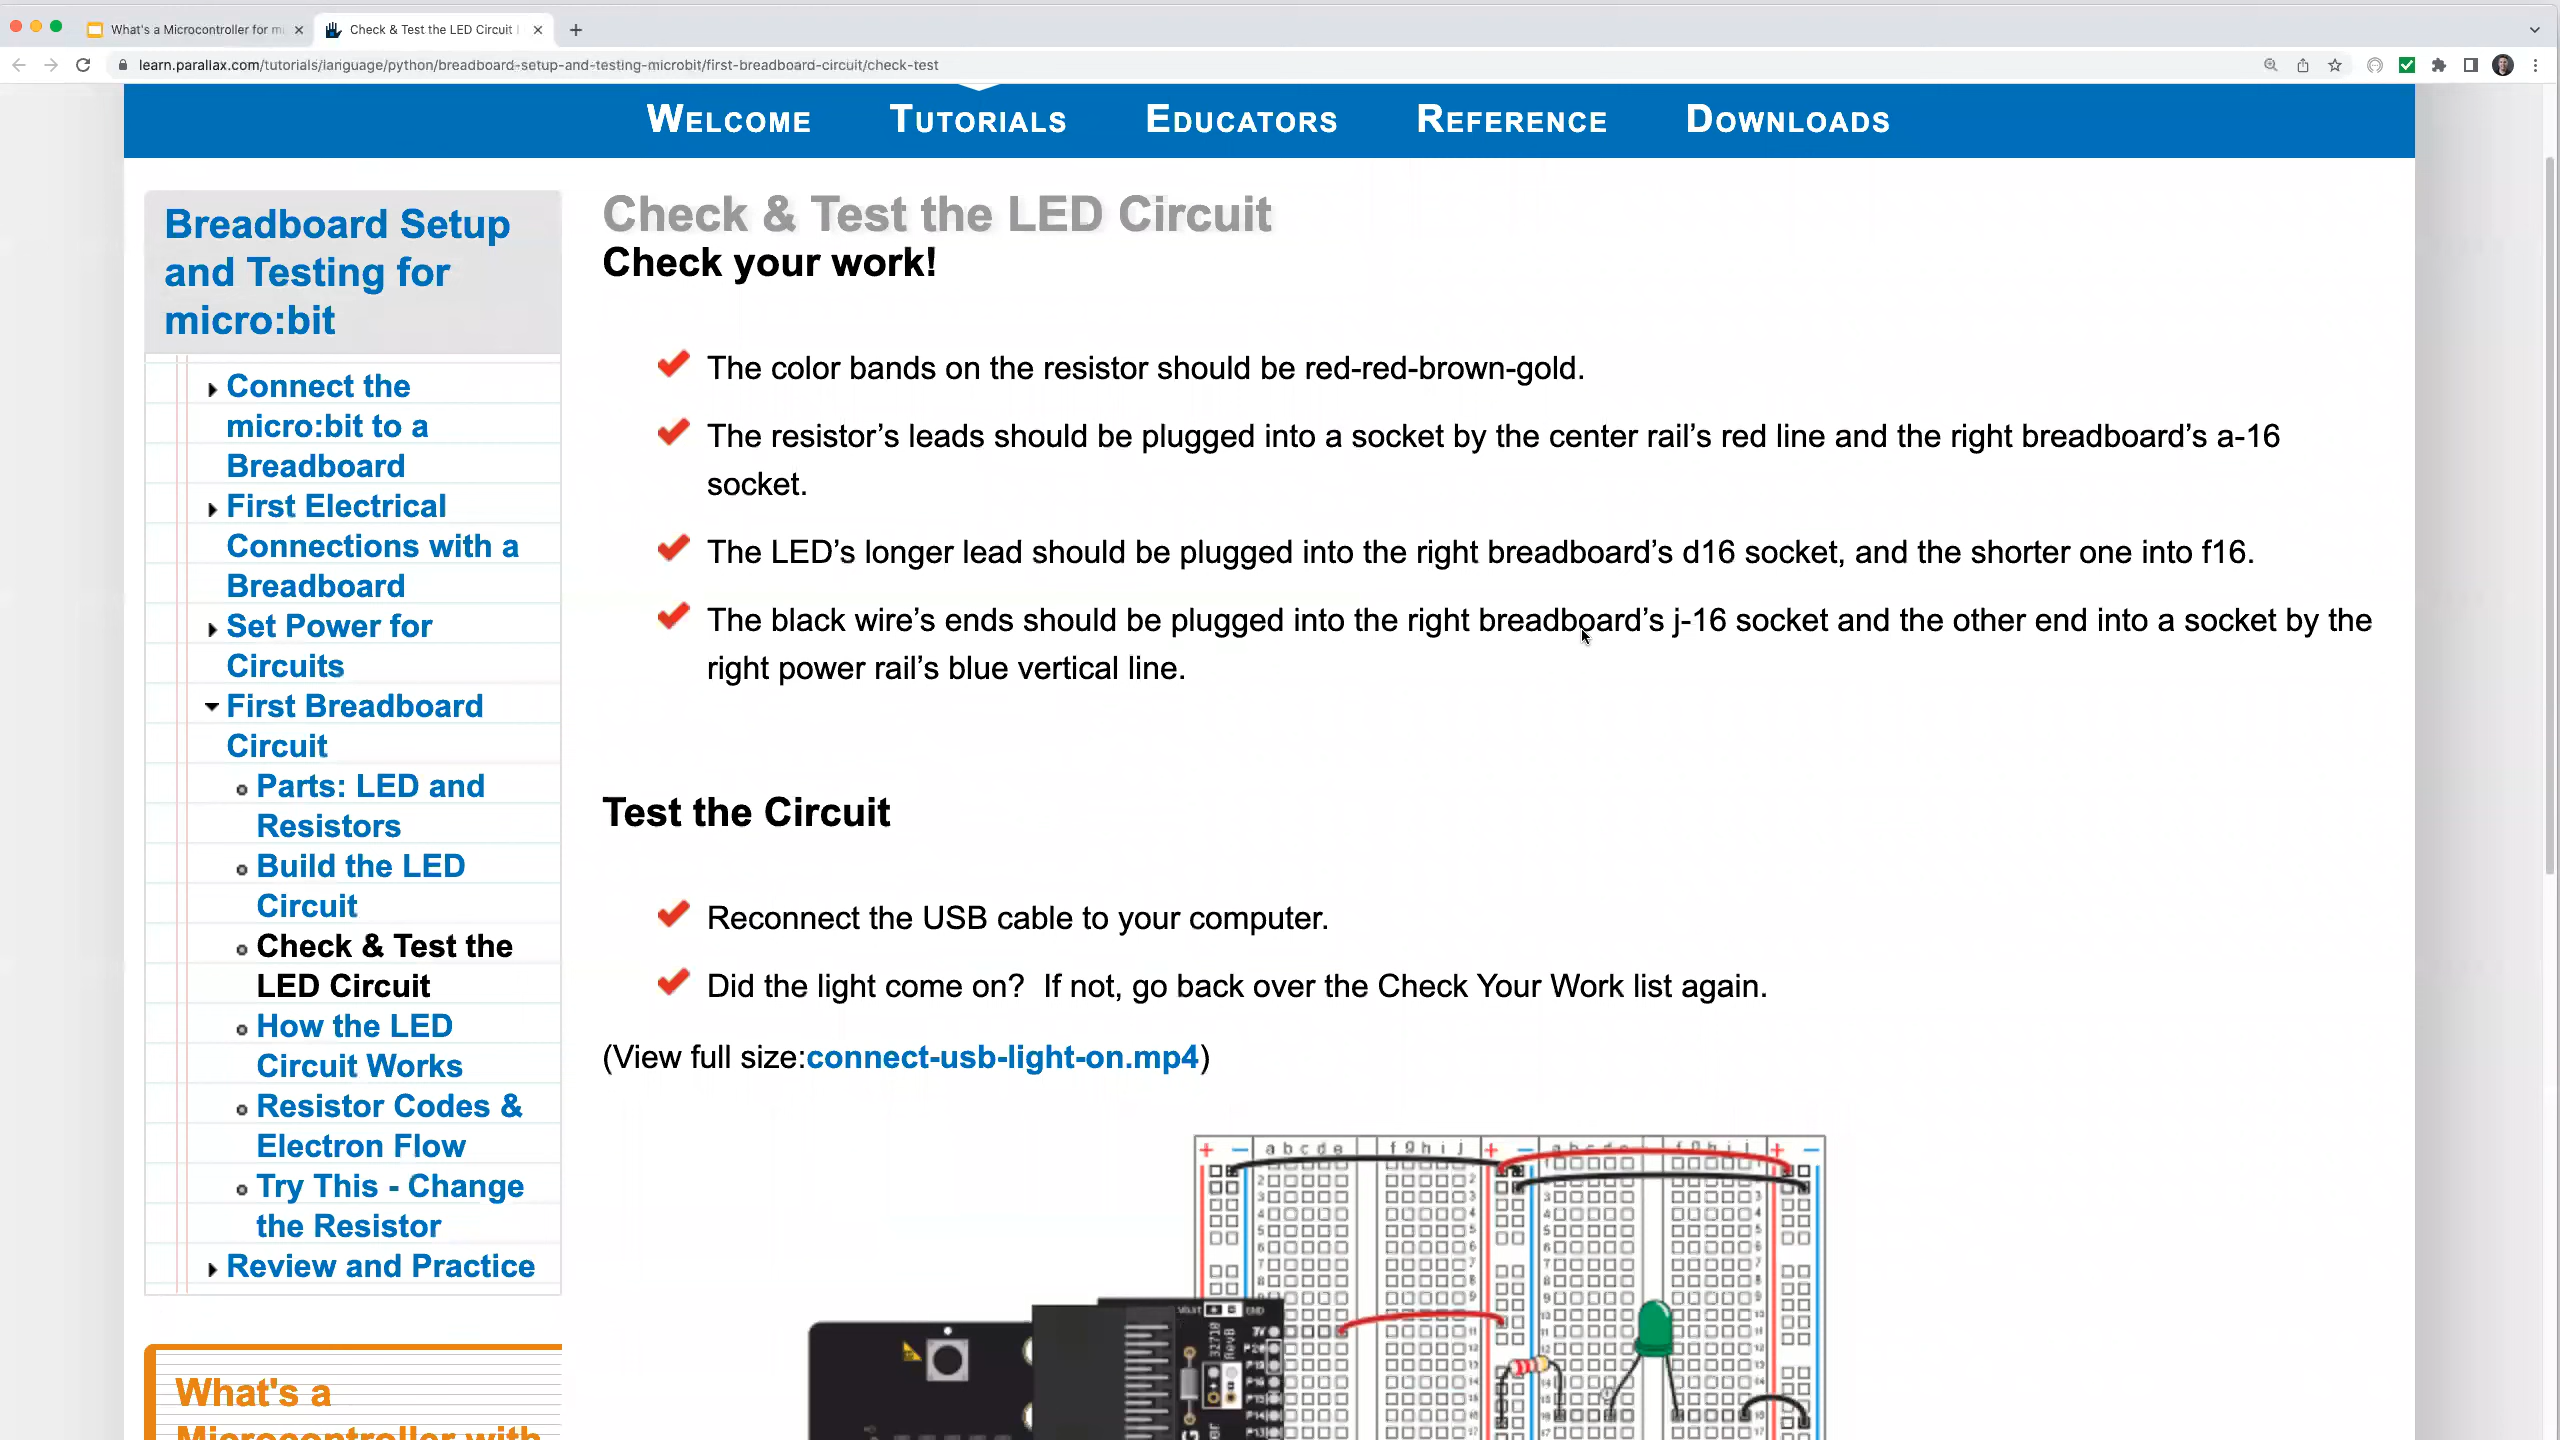 What's a Microcontroller for mi
Check & Test the LED Circuit |
learn.parallax.com/tutorials/language/python/breadboard-setup-and-testing-microbit/first-breadboard-circuit/check-test
WELCOME TUTORIALS EDUCATORS REFERENCE DOWNLOADS
Breadboard Setup
and Testing for
micro:bit
Connect the
micro:bit to a
Breadboard
First Electrical
Connections with a
Breadboard
Set Power for
Circuits
First Breadboard
Circuit
Parts: LED and
Resistors
Build the LED
Circuit
Check & Test the
LED Circuit
How the LED
Circuit Works
Resistor Codes &
Electron Flow
Try This - Change
the Resistor
Review and Practice
What's a
Microcontroller with
Check & Test the LED Circuit
Check your work!
The color bands on the resistor should be red-red-brown-gold.
The resistor's leads should be plugged into a socket by the center rail's red line and the right breadboard's a-16
socket.
The LED's longer lead should be plugged into the right breadboard's d16 socket, and the shorter one into f16.
The black wire's ends should be plugged into the right breadboard's j-16 socket and the other end into a socket by the
right power rail's blue vertical line.
Test the Circuit
Reconnect the USB cable to your computer.
Did the light come on? If not, go back over the Check Your Work list again.
(View full size:connect-usb-light-on.mp4)
+ − a b c d e f g h i j + − a b c d e f g h i j + −